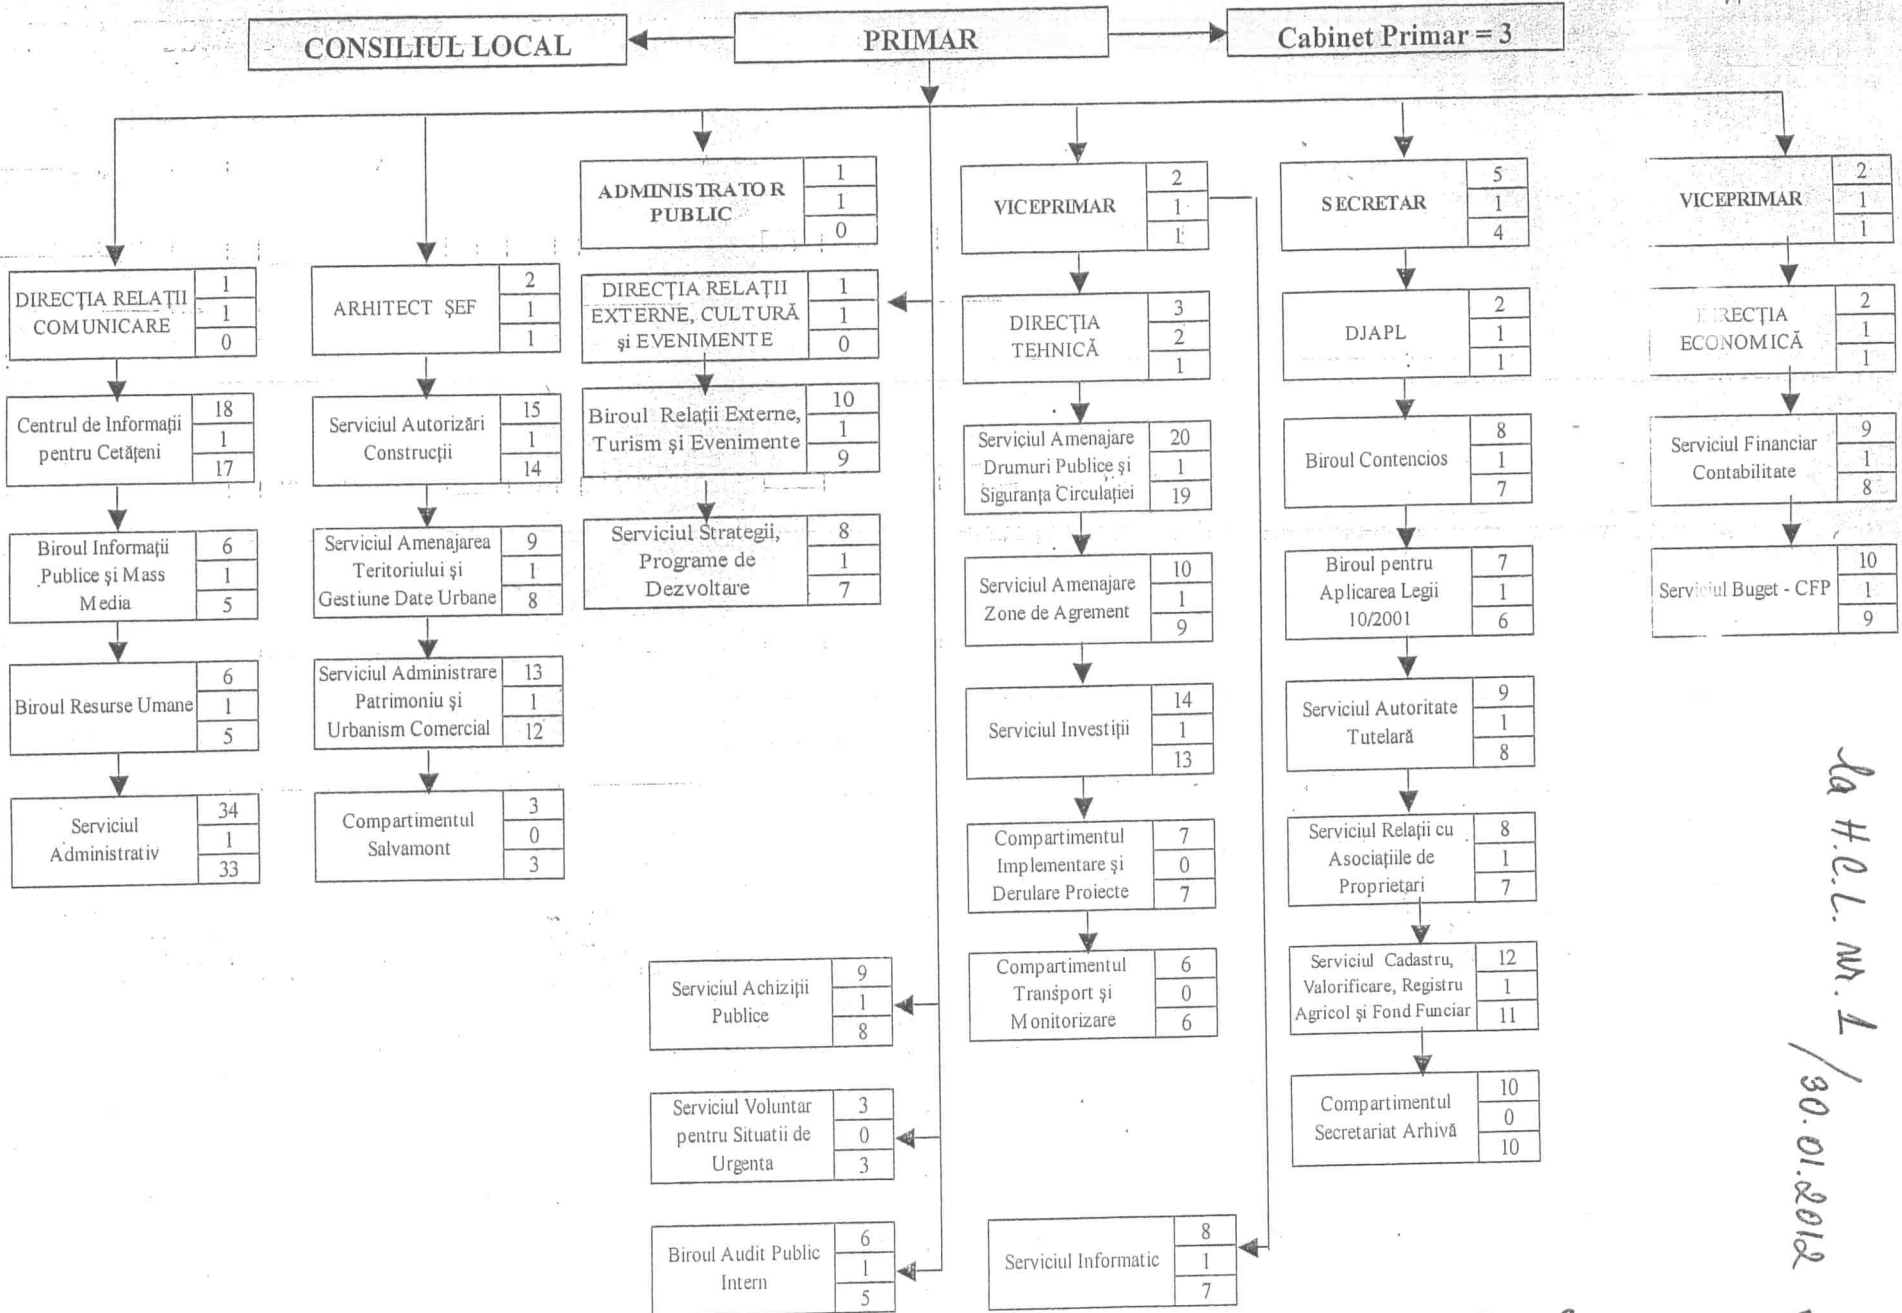 CONSILIUL LOCAL
PRIMAR
Cabinet Primar = 3
DIRECȚIA RELAȚII
COMUNICARE
1
1
0
Centrul de Informații
pentru Cetățeni
18
1
17
Biroul Informații
Publice și Mass
Media
6
1
5
Biroul Resurse Umane
6
1
5
Serviciul
Administrativ
34
1
33
ARHITECT ȘEF
2
1
1
Serviciul Autorizări
Construcții
15
1
14
Serviciul Amenajarea
Teritoriului și
Gestiune Date Urbane
9
1
8
Serviciul Administrare
Patrimoniu și
Urbanism Comercial
13
1
12
Compartimentul
Salvamont
3
0
3
ADMINISTRATOR
PUBLIC
1
1
0
DIRECȚIA RELAȚII
EXTERNE, CULTURĂ
și EVENIMENTE
1
1
0
Biroul Relații Externe,
Turism și Evenimente
10
1
9
Serviciul Strategii,
Programe de
Dezvoltare
8
1
7
Serviciul Achiziții
Publice
9
1
8
Serviciul Voluntar
pentru Situatii de
Urgenta
3
0
3
Biroul Audit Public
Intern
6
1
5
VICEPRIMAR
2
1
1
DIRECȚIA
TEHNICĂ
3
2
1
Serviciul Amenajare
Drumuri Publice și
Siguranța Circulației
20
1
19
Serviciul Amenajare
Zone de Agrement
10
1
9
Serviciul Investiții
14
1
13
Compartimentul
Implementare și
Derulare Proiecte
7
0
7
Compartimentul
Transport și
Monitorizare
6
0
6
Serviciul Informatic
8
1
7
SECRETAR
5
1
4
DJAPL
2
1
1
Biroul Contencios
8
1
7
Biroul pentru
Aplicarea Legii
10/2001
7
1
6
Serviciul Autoritate
Tutelară
9
1
8
Serviciul Relații cu
Asociațiile de
Proprietari
8
1
7
Serviciul Cadastru,
Valorificare, Registru
Agricol și Fond Funciar
12
1
11
Compartimentul
Secretariat Arhivă
10
0
10
VICEPRIMAR
2
1
1
DIRECȚIA
ECONOMICĂ
2
1
1
Serviciul Financiar
Contabilitate
9
1
8
Serviciul Buget - CFP
10
1
9
la H.C.L. nr. 1 /30.01.2012